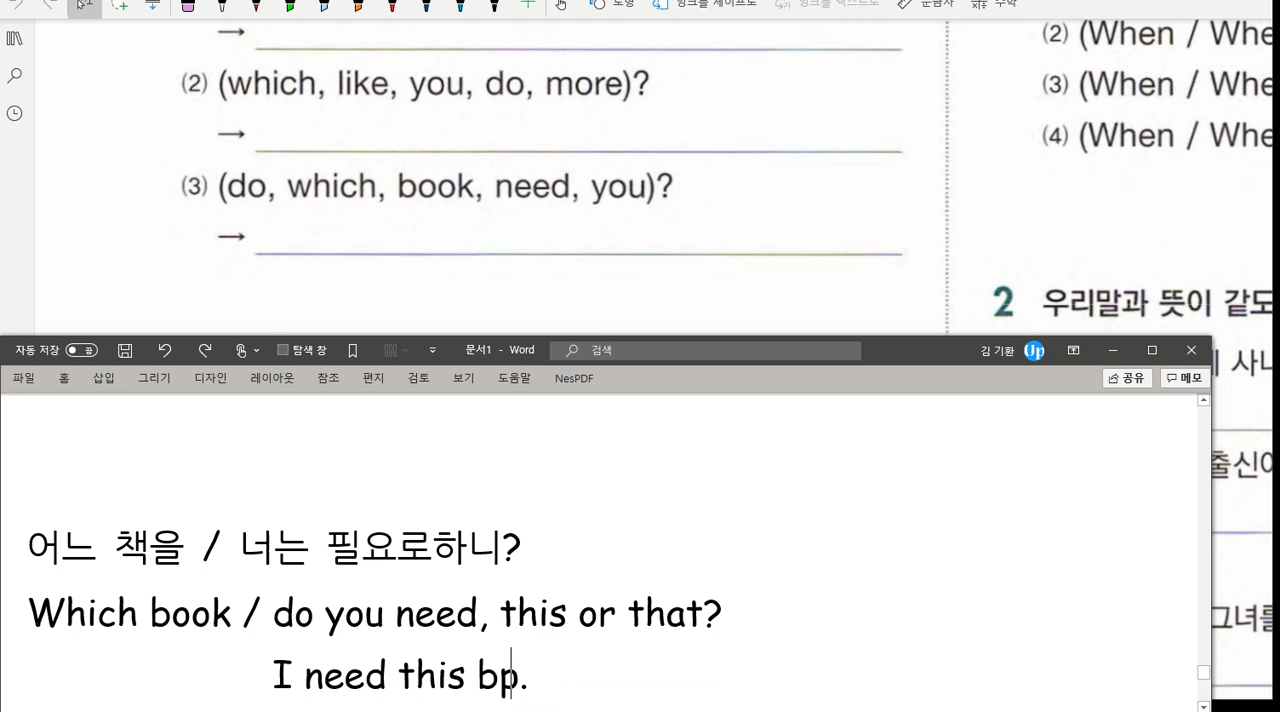 (2) (which, like, you, do, more)?
→
(3) (do, which, book, need, you)?
→
(2) (When / Whe
(3) (When / Whe
(4) (When / Whe
2 우리말과 뜻이 같도
사나
출신이
그녀를
자동 저장 끔 탐색 창 문서1 - Word 검색 김 기환 Up
파일 홈 삽입 그리기 디자인 레이아웃 참조 편지 검토 보기 도움말 NesPDF 공유 메모
어느 책을 / 너는 필요로하니?
Which book / do you need, this or that?
I need this bp.